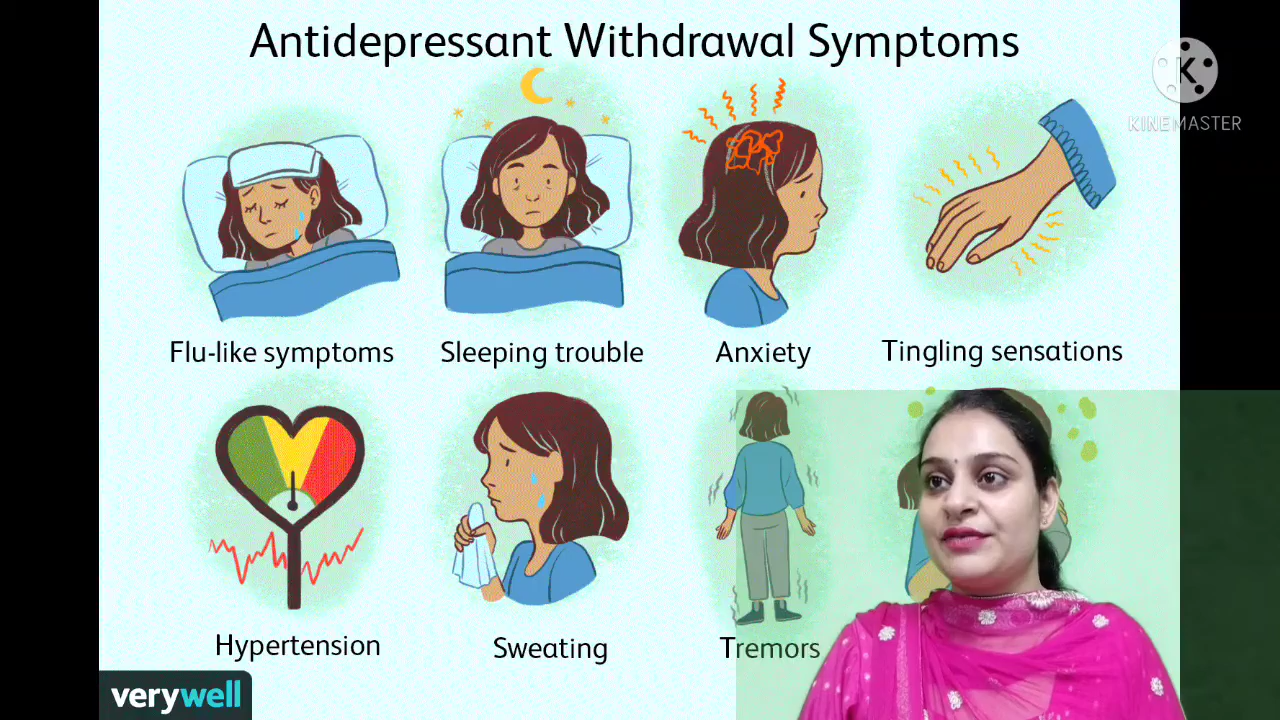 Antidepressant Withdrawal Symptoms
K
KINEMASTER
Flu-like symptoms
Sleeping trouble
Anxiety
Tingling sensations
Hypertension
Sweating
Tremors
verywell